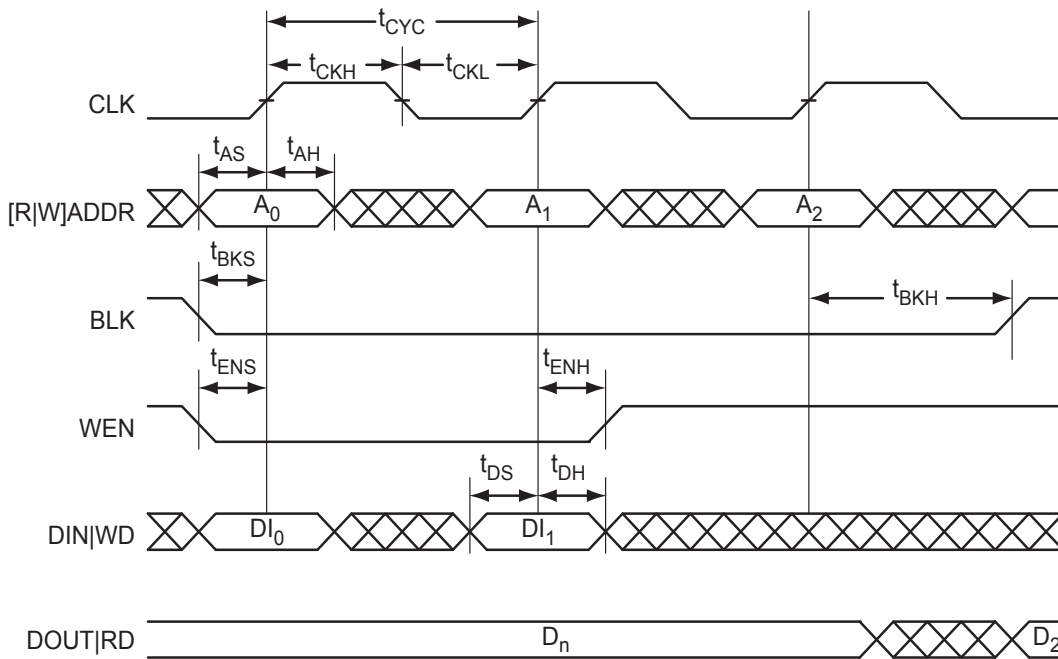 tCYC
tCKH tCKL
CLK
tAS tAH
[R|W]ADDR A0 A1 A2
tBKS tBKH
BLK
tENS tENH
WEN
tDS tDH
DIN|WD DI0 DI1
DOUT|RD Dn D2